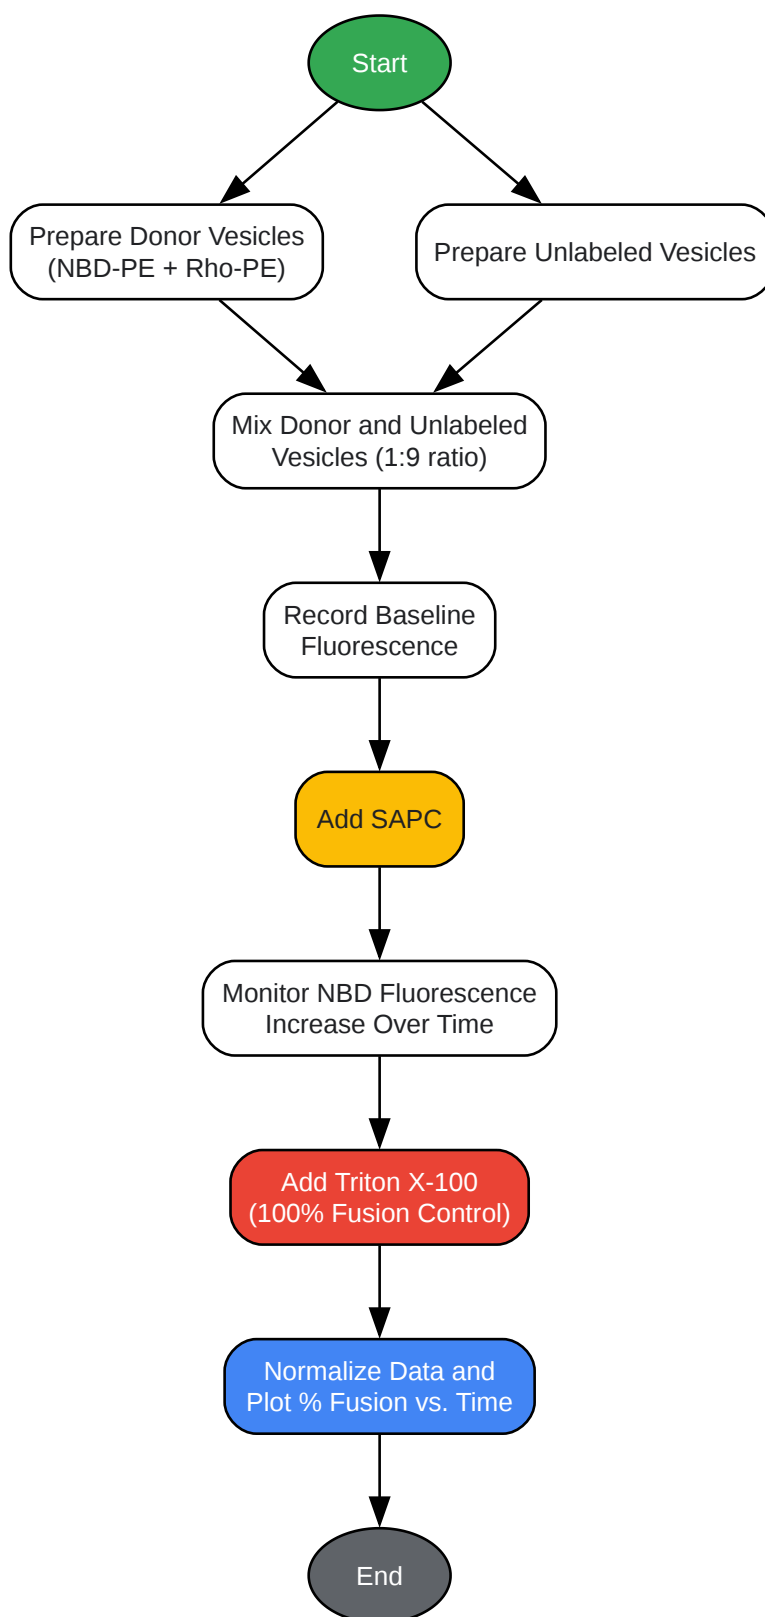 Start
Prepare Donor Vesicles
(NBD-PE + Rho-PE)
Prepare Unlabeled Vesicles
Mix Donor and Unlabeled
Vesicles (1:9 ratio)
Record Baseline
Fluorescence
Add SAPC
Monitor NBD Fluorescence
Increase Over Time
Add Triton X-100
(100% Fusion Control)
Normalize Data and
Plot % Fusion vs. Time
End